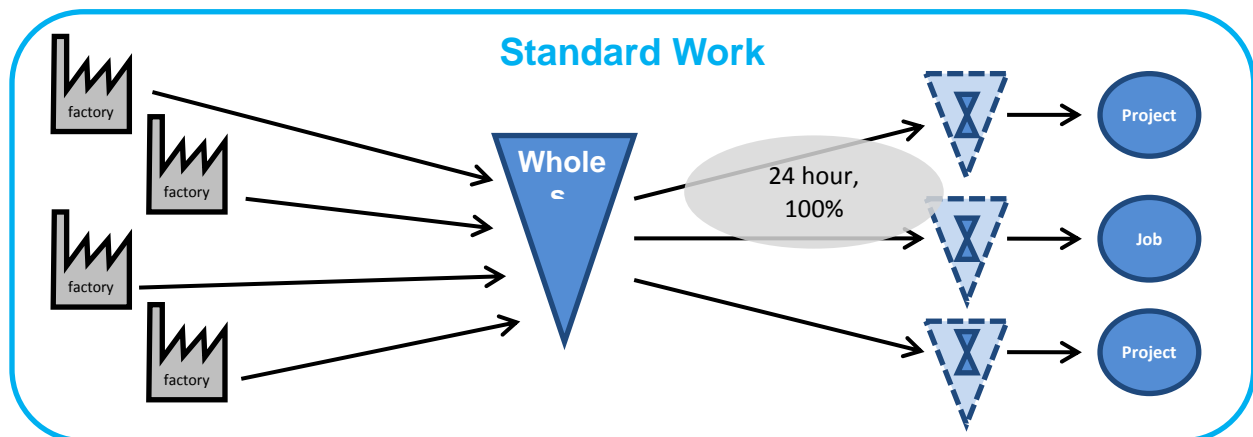 Standard Work
factory
factory
factory
factory
Whole
s
24 hour,
100%
Project
Job
Project